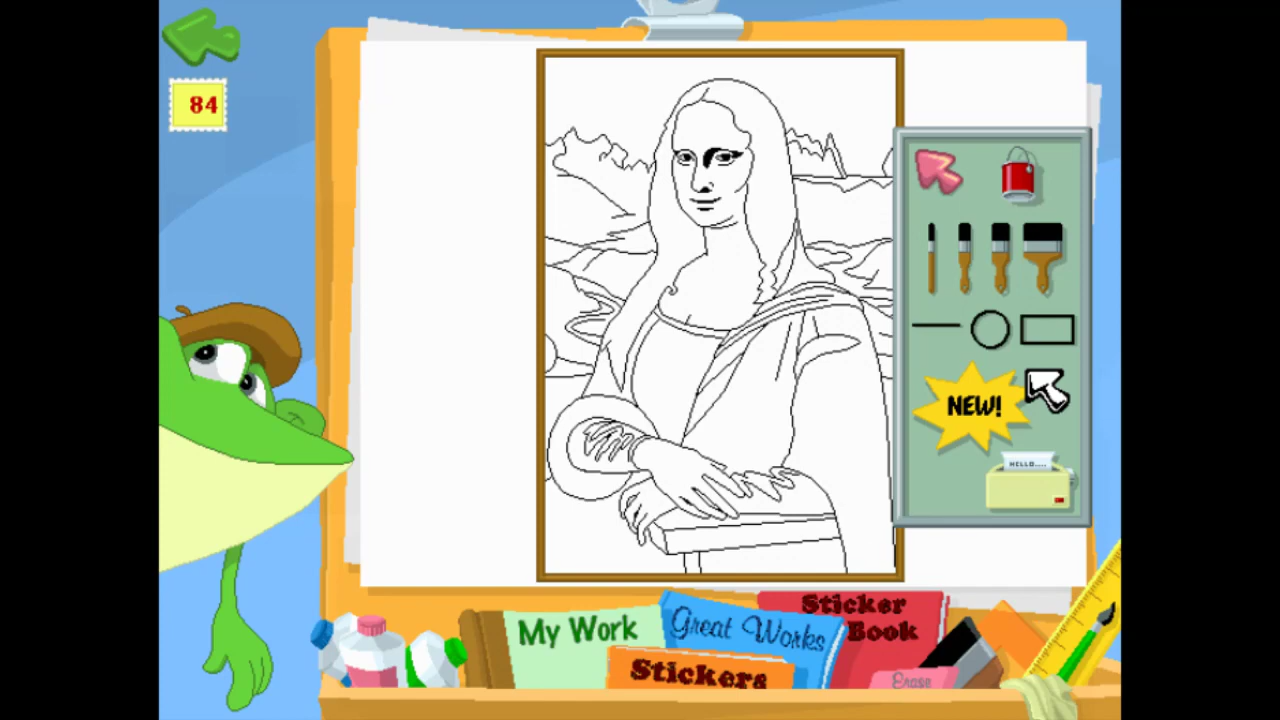 84
NEW!
HELLO....
My Work
Great Works
Sticker
Book
Stickers
Erase